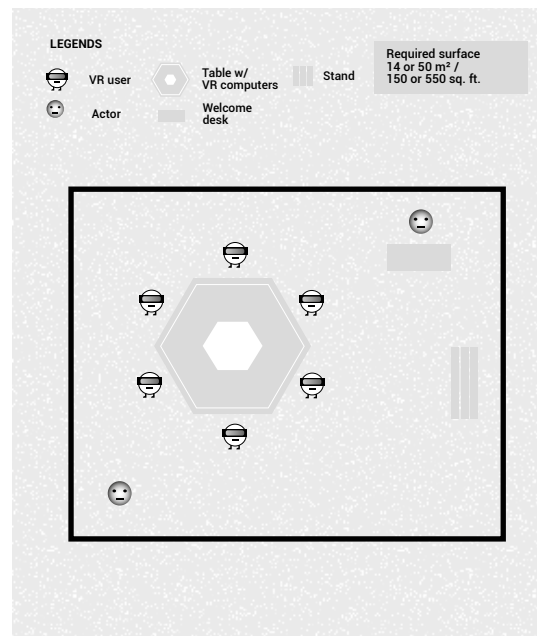 LEGENDS
VR user
Table w/
VR computers
Stand
Actor
Welcome
desk
Required surface
14 or 50 m² /
150 or 550 sq. ft.